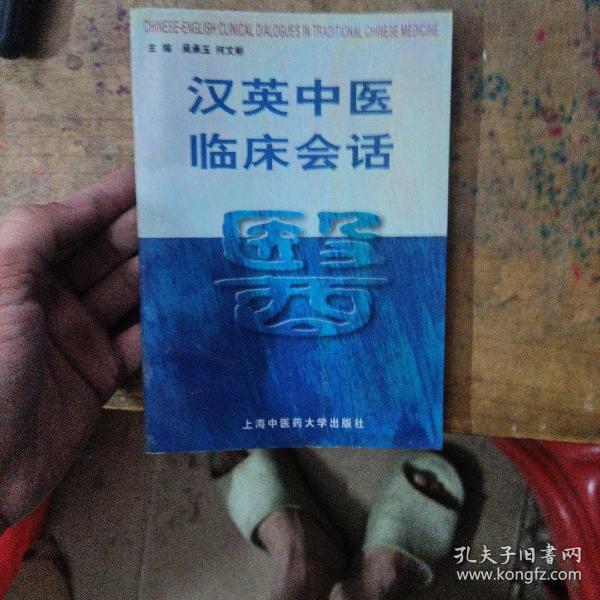 CHINESE-ENGLISH CLINICAL DIALOGUES IN TRADITIONAL CHINESE MEDICINE
主编 吴承玉 何文彬
汉英中医
临床会话
醫
上海中医药大学出版社
孔夫子旧書网
www.kongfz.com